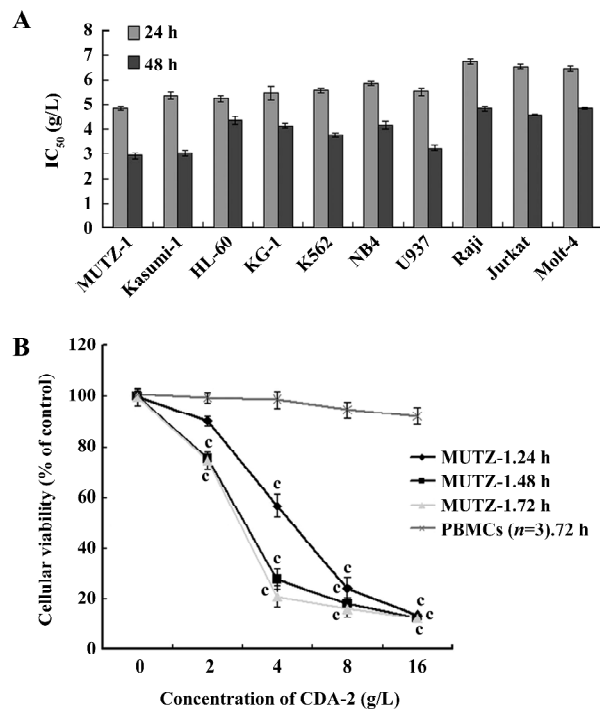 A
24 h
48 h
IC50 (g/L)
8
7
6
5
4
3
2
1
0
MUTZ-1
Kasumi-1
HL-60
KG-1
K562
NB4
U937
Raji
Jurkat
Molt-4
B
Cellular viability (% of control)
120
100
80
60
40
20
0
c
c
c
c
c
c
c
c
c
c
c
MUTZ-1.24 h
MUTZ-1.48 h
MUTZ-1.72 h
PBMCs (n=3).72 h
0 2 4 8 16
Concentration of CDA-2 (g/L)